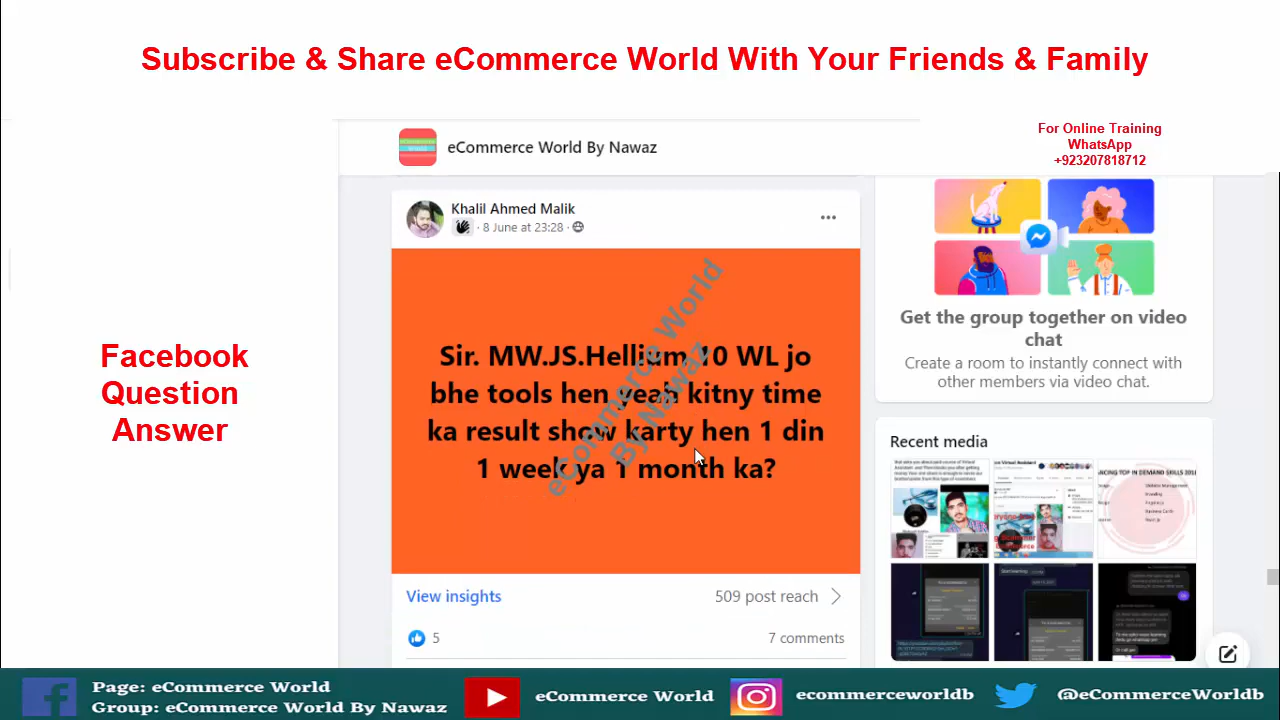 Subscribe & Share eCommerce World With Your Friends & Family
For Online Training
WhatsApp
+923207818712
eCommerce World By Nawaz
Khalil Ahmed Malik
8 June at 23:28
Facebook
Question
Answer
Sir. MW.JS.Hellium 10 WL jo
bhe tools hen yeah kitny time
ka result show karty hen 1 din
1 week ya 1 month ka?
eCommerce World
By Nawaz
View insights
509 post reach
5
7 comments
Get the group together on video
chat
Create a room to instantly connect with
other members via video chat.
Recent media
Page: eCommerce World
Group: eCommerce World By Nawaz
eCommerce World
ecommerceworldb
@eCommerceWorldb